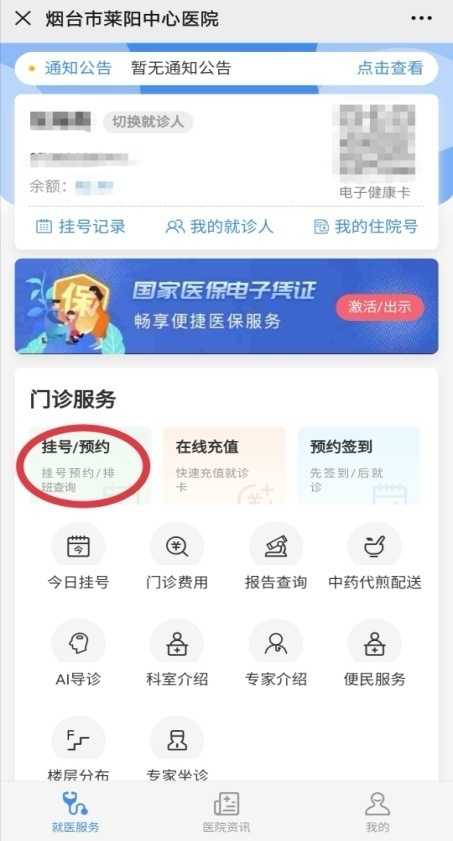 烟台市莱阳中心医院
通知公告 暂无通知公告 点击查看
切换就诊人
余额：
电子健康卡
挂号记录 我的就诊人 我的住院号
保
国家医保电子凭证
畅享便捷医保服务
激活/出示
门诊服务
挂号/预约 在线充值 预约签到
挂号预约/排 快速充值就诊 先签到/后就
班查询 卡 诊
今
今日挂号 门诊费用 报告查询 中药代煎配送
AI导诊 科室介绍 专家介绍 便民服务
楼层分布 专家坐诊
就医服务 医院资讯 我的